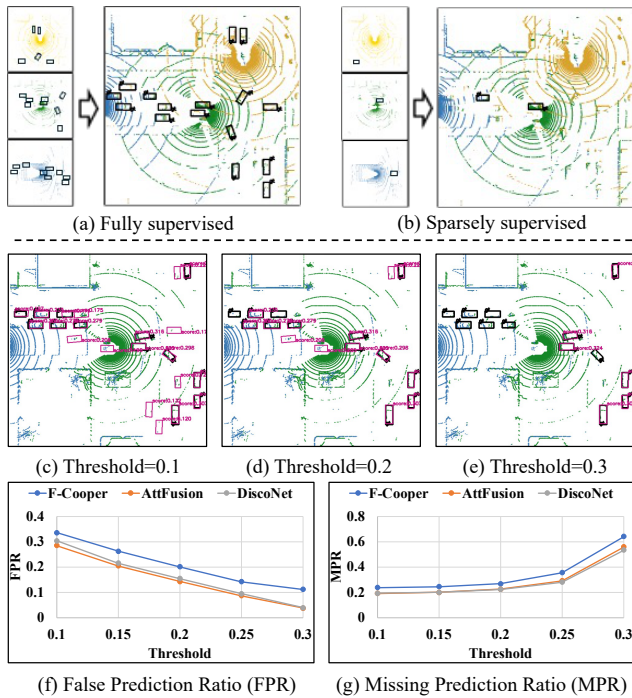 (a) Fully supervised
(b) Sparsely supervised
(c) Threshold=0.1
(d) Threshold=0.2
(e) Threshold=0.3
F-Cooper AttFusion DiscoNet
0.4
0.3
0.2
0.1
0
FPR
0.1 0.15 0.2 0.25 0.3
Threshold
(f) False Prediction Ratio (FPR)
F-Cooper AttFusion DiscoNet
0.8
0.6
0.4
0.2
0
MPR
0.1 0.15 0.2 0.25 0.3
Threshold
(g) Missing Prediction Ratio (MPR)